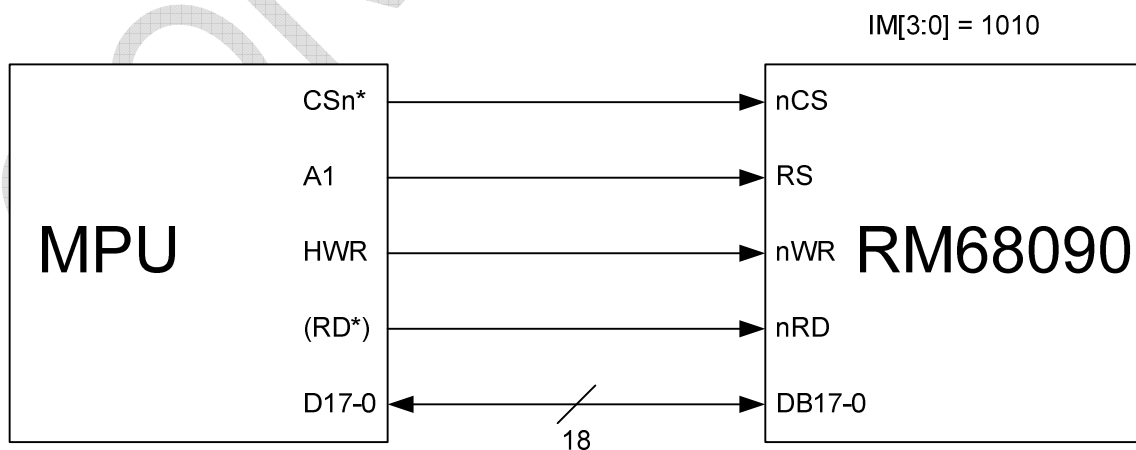 IM[3:0] = 1010
CSn*
nCS
A1
RS
MPU
HWR
nWR
RM68090
(RD*)
nRD
D17-0
DB17-0
18